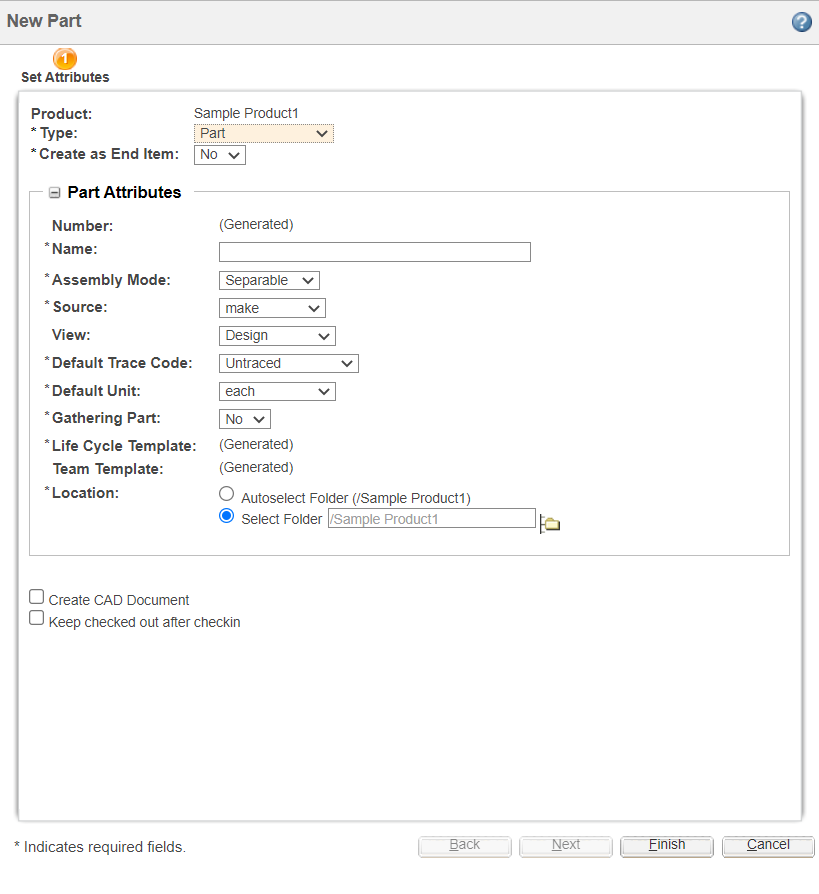 New Part
?
1
Set Attributes
Product: Sample Product1
* Type: Part
* Create as End Item: No
Part Attributes
Number: (Generated)
* Name:
* Assembly Mode: Separable
* Source: make
View: Design
* Default Trace Code: Untraced
* Default Unit: each
* Gathering Part: No
* Life Cycle Template: (Generated)
Team Template: (Generated)
* Location: Autoselect Folder (/Sample Product1)
Select Folder /Sample Product1
Create CAD Document
Keep checked out after checkin
* Indicates required fields. Back Next Finish Cancel